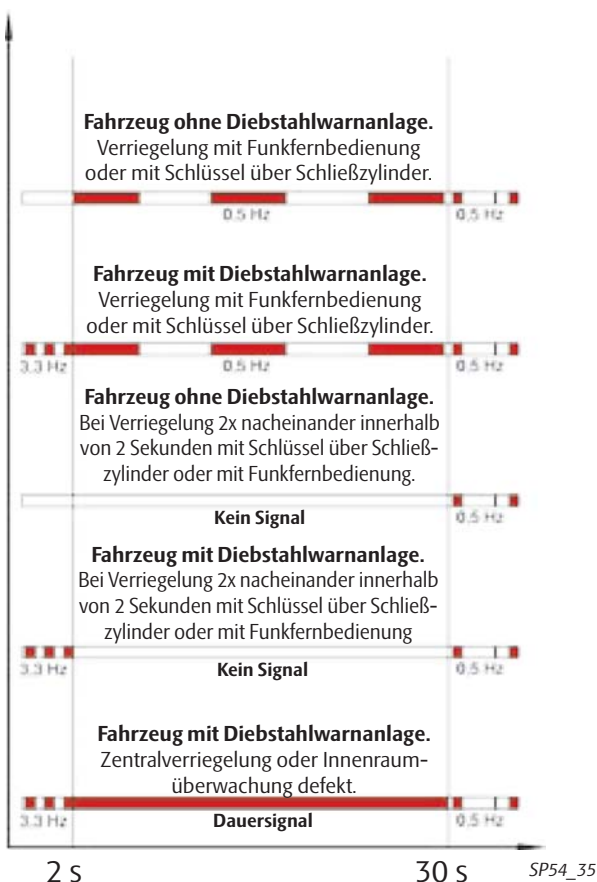 Fahrzeug ohne Diebstahlwarnanlage.
Verriegelung mit Funkfernbedienung
oder mit Schlüssel über Schließzylinder.
0.5 Hz 0.5 Hz
Fahrzeug mit Diebstahlwarnanlage.
Verriegelung mit Funkfernbedienung
oder mit Schlüssel über Schließzylinder.
3.3 Hz 0.5 Hz 0.5 Hz
Fahrzeug ohne Diebstahlwarnanlage.
Bei Verriegelung 2x nacheinander innerhalb
von 2 Sekunden mit Schlüssel über Schließ-
zylinder oder mit Funkfernbedienung.
Kein Signal 0.5 Hz
Fahrzeug mit Diebstahlwarnanlage.
Bei Verriegelung 2x nacheinander innerhalb
von 2 Sekunden mit Schlüssel über Schließ-
zylinder oder mit Funkfernbedienung
3.3 Hz Kein Signal 0.5 Hz
Fahrzeug mit Diebstahlwarnanlage.
Zentralverriegelung oder Innenraum-
überwachung defekt.
3.3 Hz Dauersignal 0.5 Hz
2 s 30 s SP54_35